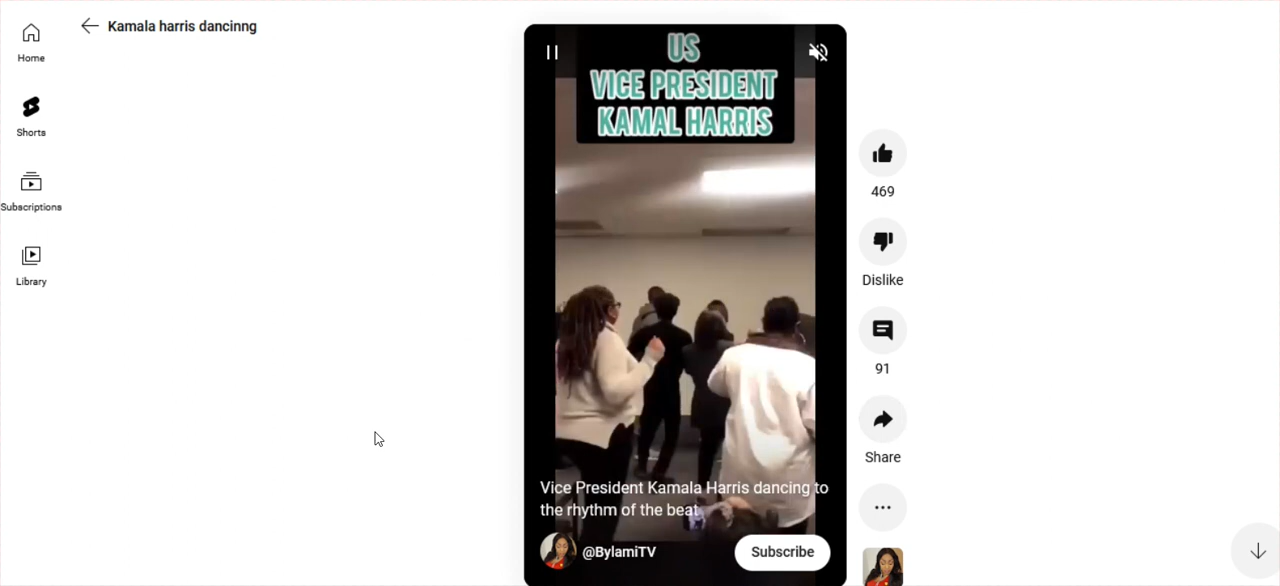 Kamala harris dancinng
Home
Shorts
Subscriptions
Library
US
VICE PRESIDENT
KAMAL HARRIS
Vice President Kamala Harris dancing to
the rhythm of the beat
@BylamiTV
Subscribe
469
Dislike
91
Share